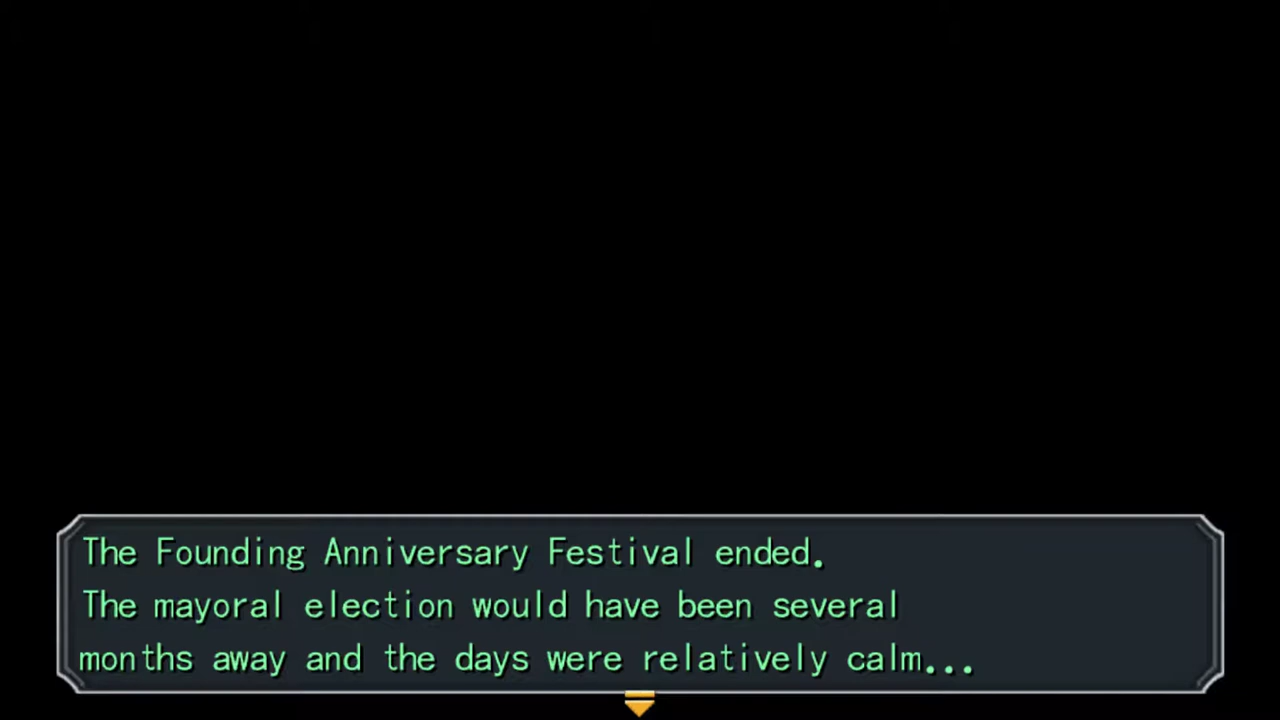 The Founding Anniversary Festival ended.
The mayoral election would have been several
months away and the days were relatively calm...